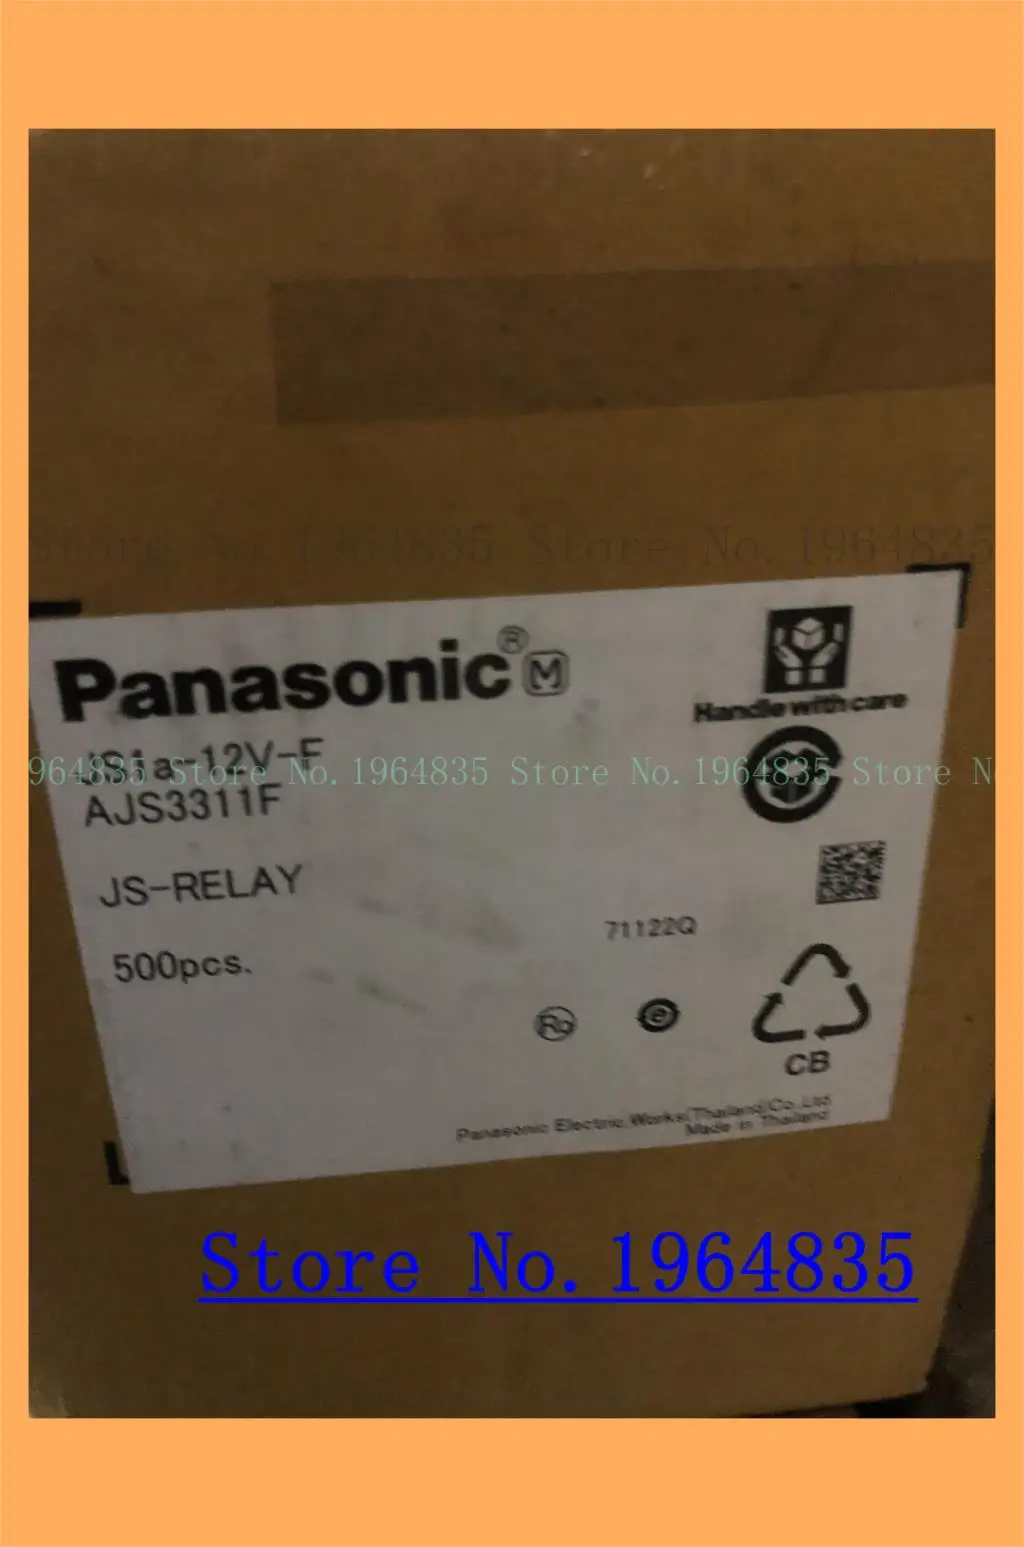 Store No. 1964835 Store No. 1964835
Panasonic® M
Handle with care
JS1a-12V-F
964835 Store No. 1964835 Store No. 1964835 Store N
AJS3311F
JS-RELAY
71122Q
500pcs.
CB
Panasonic Electric Works(Thailand)Co.,Ltd
Made in Thailand
Store No. 1964835